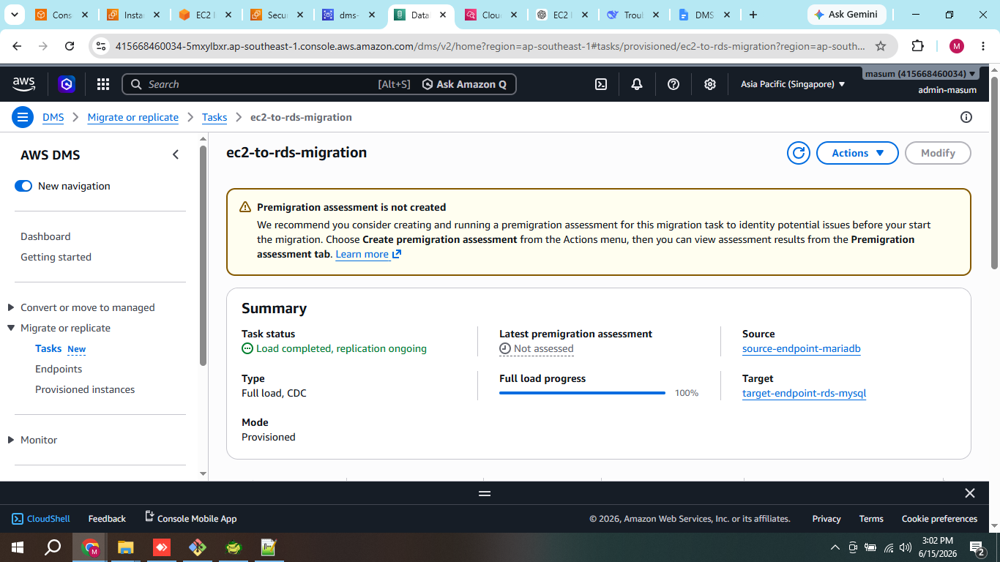 Cons
Insta
EC2 I
Secur
dms-
Data
Clou
EC2 I
Trou
DMS
Ask Gemini
415668460034-5mxylbxr.ap-southeast-1.console.aws.amazon.com/dms/v2/home?region=ap-southeast-1#tasks/provisioned/ec2-to-rds-migration?region=ap-south...
M
aws
Search
[Alt+S]
Ask Amazon Q
Asia Pacific (Singapore)
masum (415668460034)
admin-masum
DMS
Migrate or replicate
Tasks
ec2-to-rds-migration
AWS DMS
New navigation
Dashboard
Getting started
Convert or move to managed
Migrate or replicate
Tasks New
Endpoints
Provisioned instances
Monitor
ec2-to-rds-migration
Actions
Modify
Premigration assessment is not created
We recommend you consider creating and running a premigration assessment for this migration task to identity potential issues before your start
the migration. Choose Create premigration assessment from the Actions menu, then you can view assessment results from the Premigration
assessment tab. Learn more
Summary
Task status
Load completed, replication ongoing
Latest premigration assessment
Not assessed
Source
source-endpoint-mariadb
Type
Full load, CDC
Full load progress
100%
Target
target-endpoint-rds-mysql
Mode
Provisioned
CloudShell
Feedback
Console Mobile App
© 2026, Amazon Web Services, Inc. or its affiliates.
Privacy
Terms
Cookie preferences
M
3:02 PM
6/15/2026
2